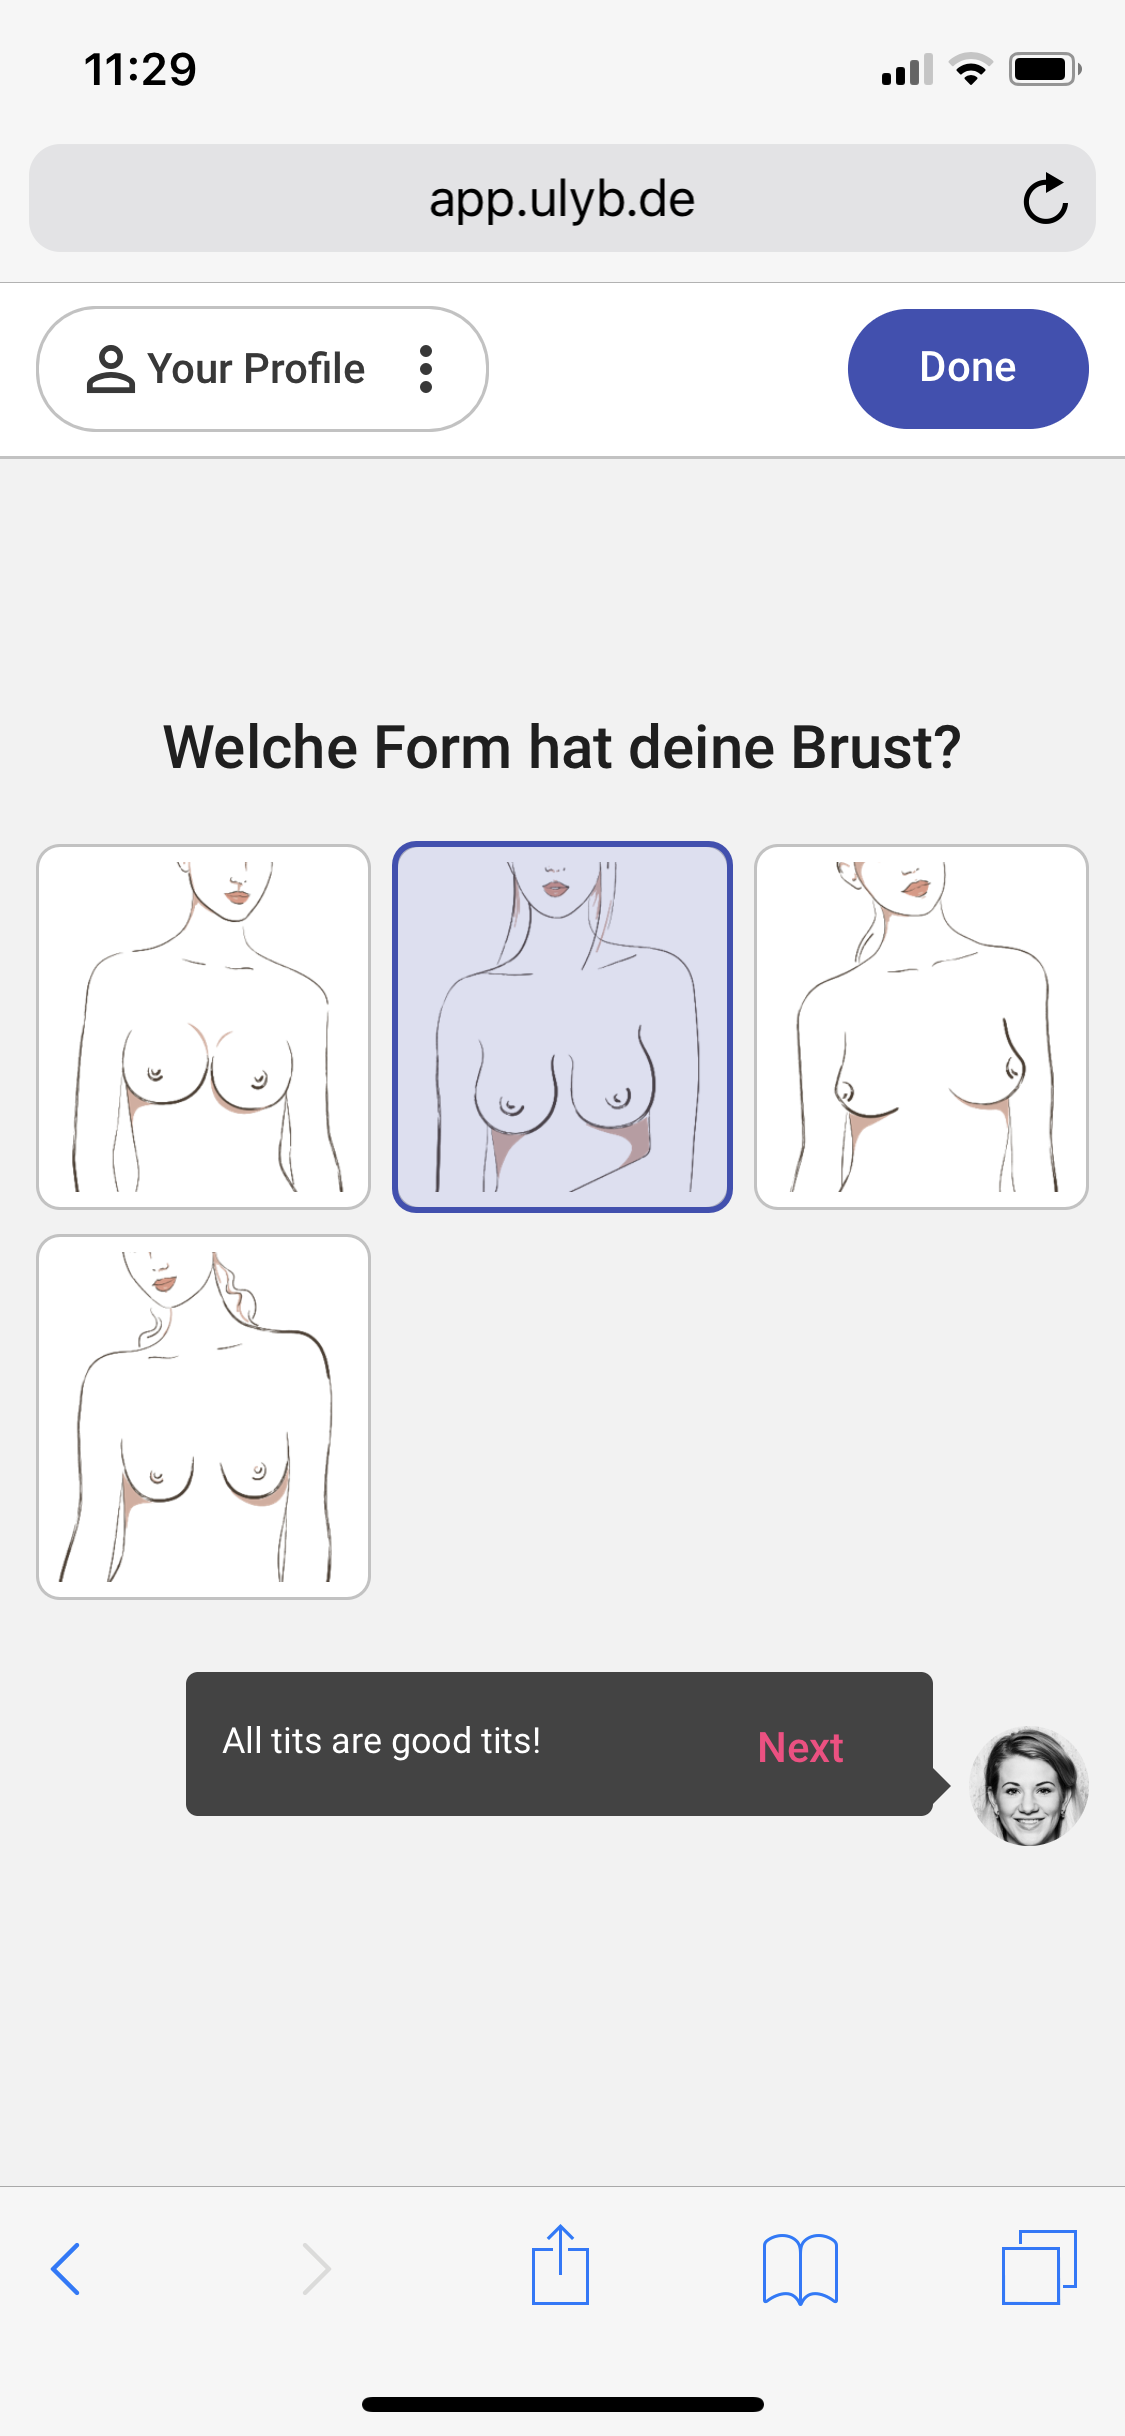 11:29
app.ulyb.de
Your Profile
Done
Welche Form hat deine Brust?
All tits are good tits!
Next